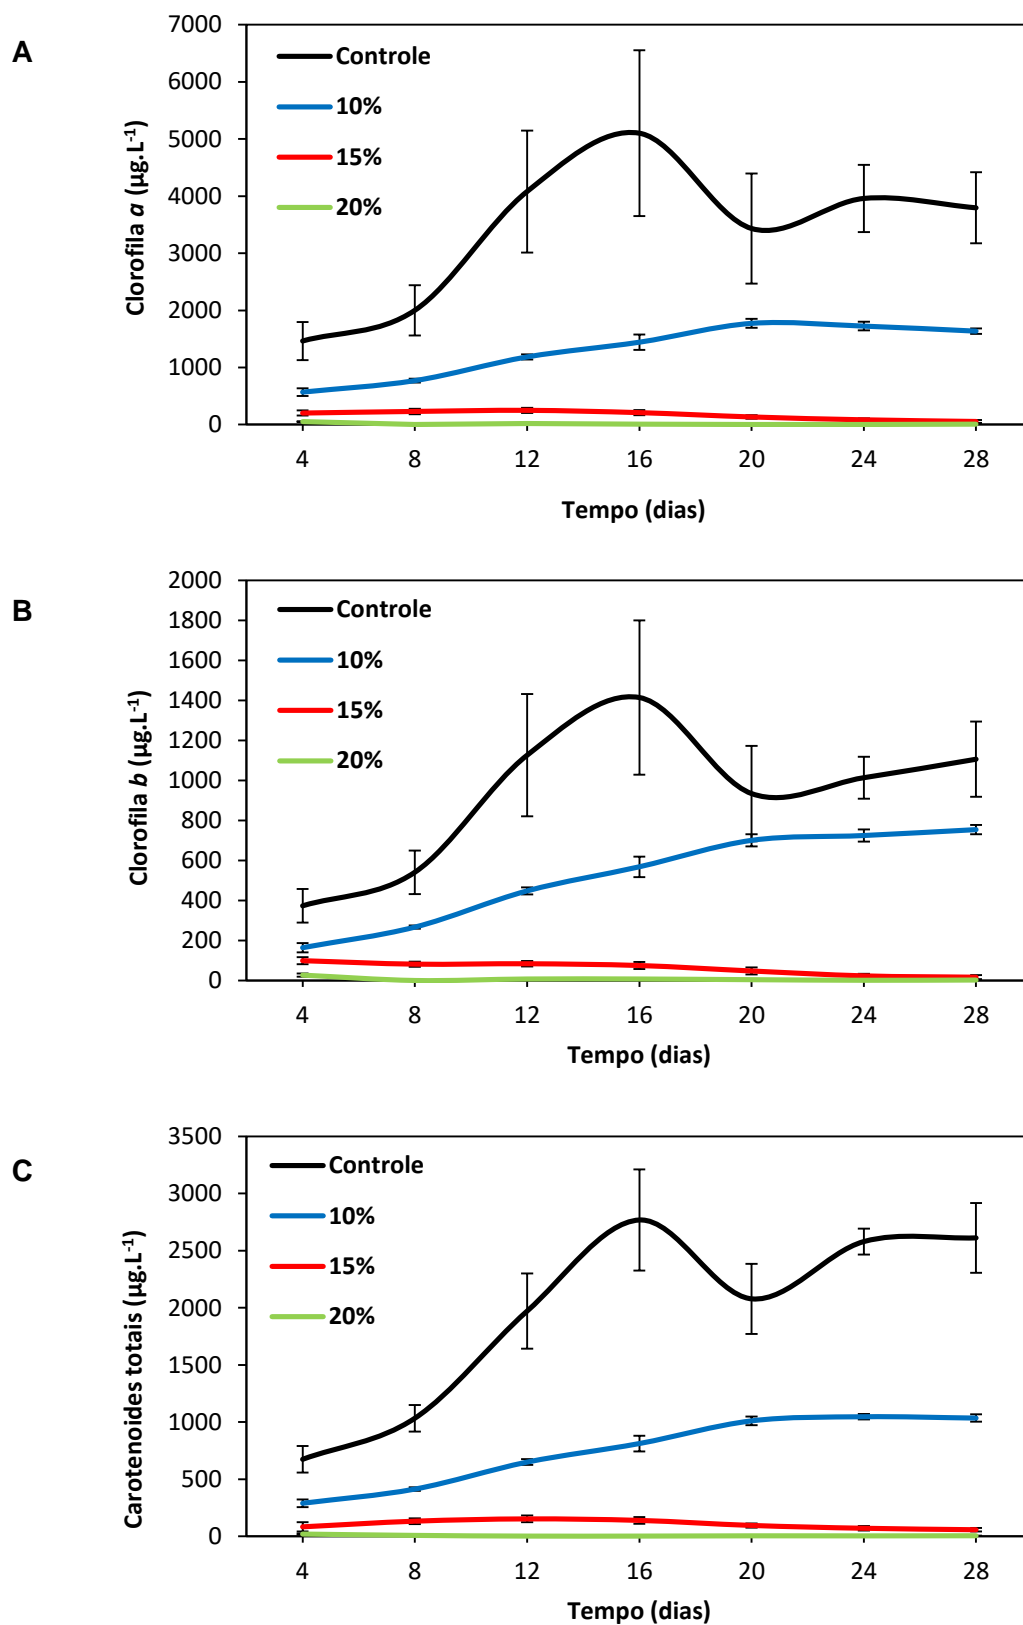 A
Clorofila a (µg.L-1)
7000
6000
5000
4000
3000
2000
1000
0
Controle
10%
15%
20%
4 8 12 16 20 24 28
Tempo (dias)
B
Clorofila b (µg.L-1)
2000
1800
1600
1400
1200
1000
800
600
400
200
0
Controle
10%
15%
20%
4 8 12 16 20 24 28
Tempo (dias)
C
Carotenoides totais (µg.L-1)
3500
3000
2500
2000
1500
1000
500
0
Controle
10%
15%
20%
4 8 12 16 20 24 28
Tempo (dias)